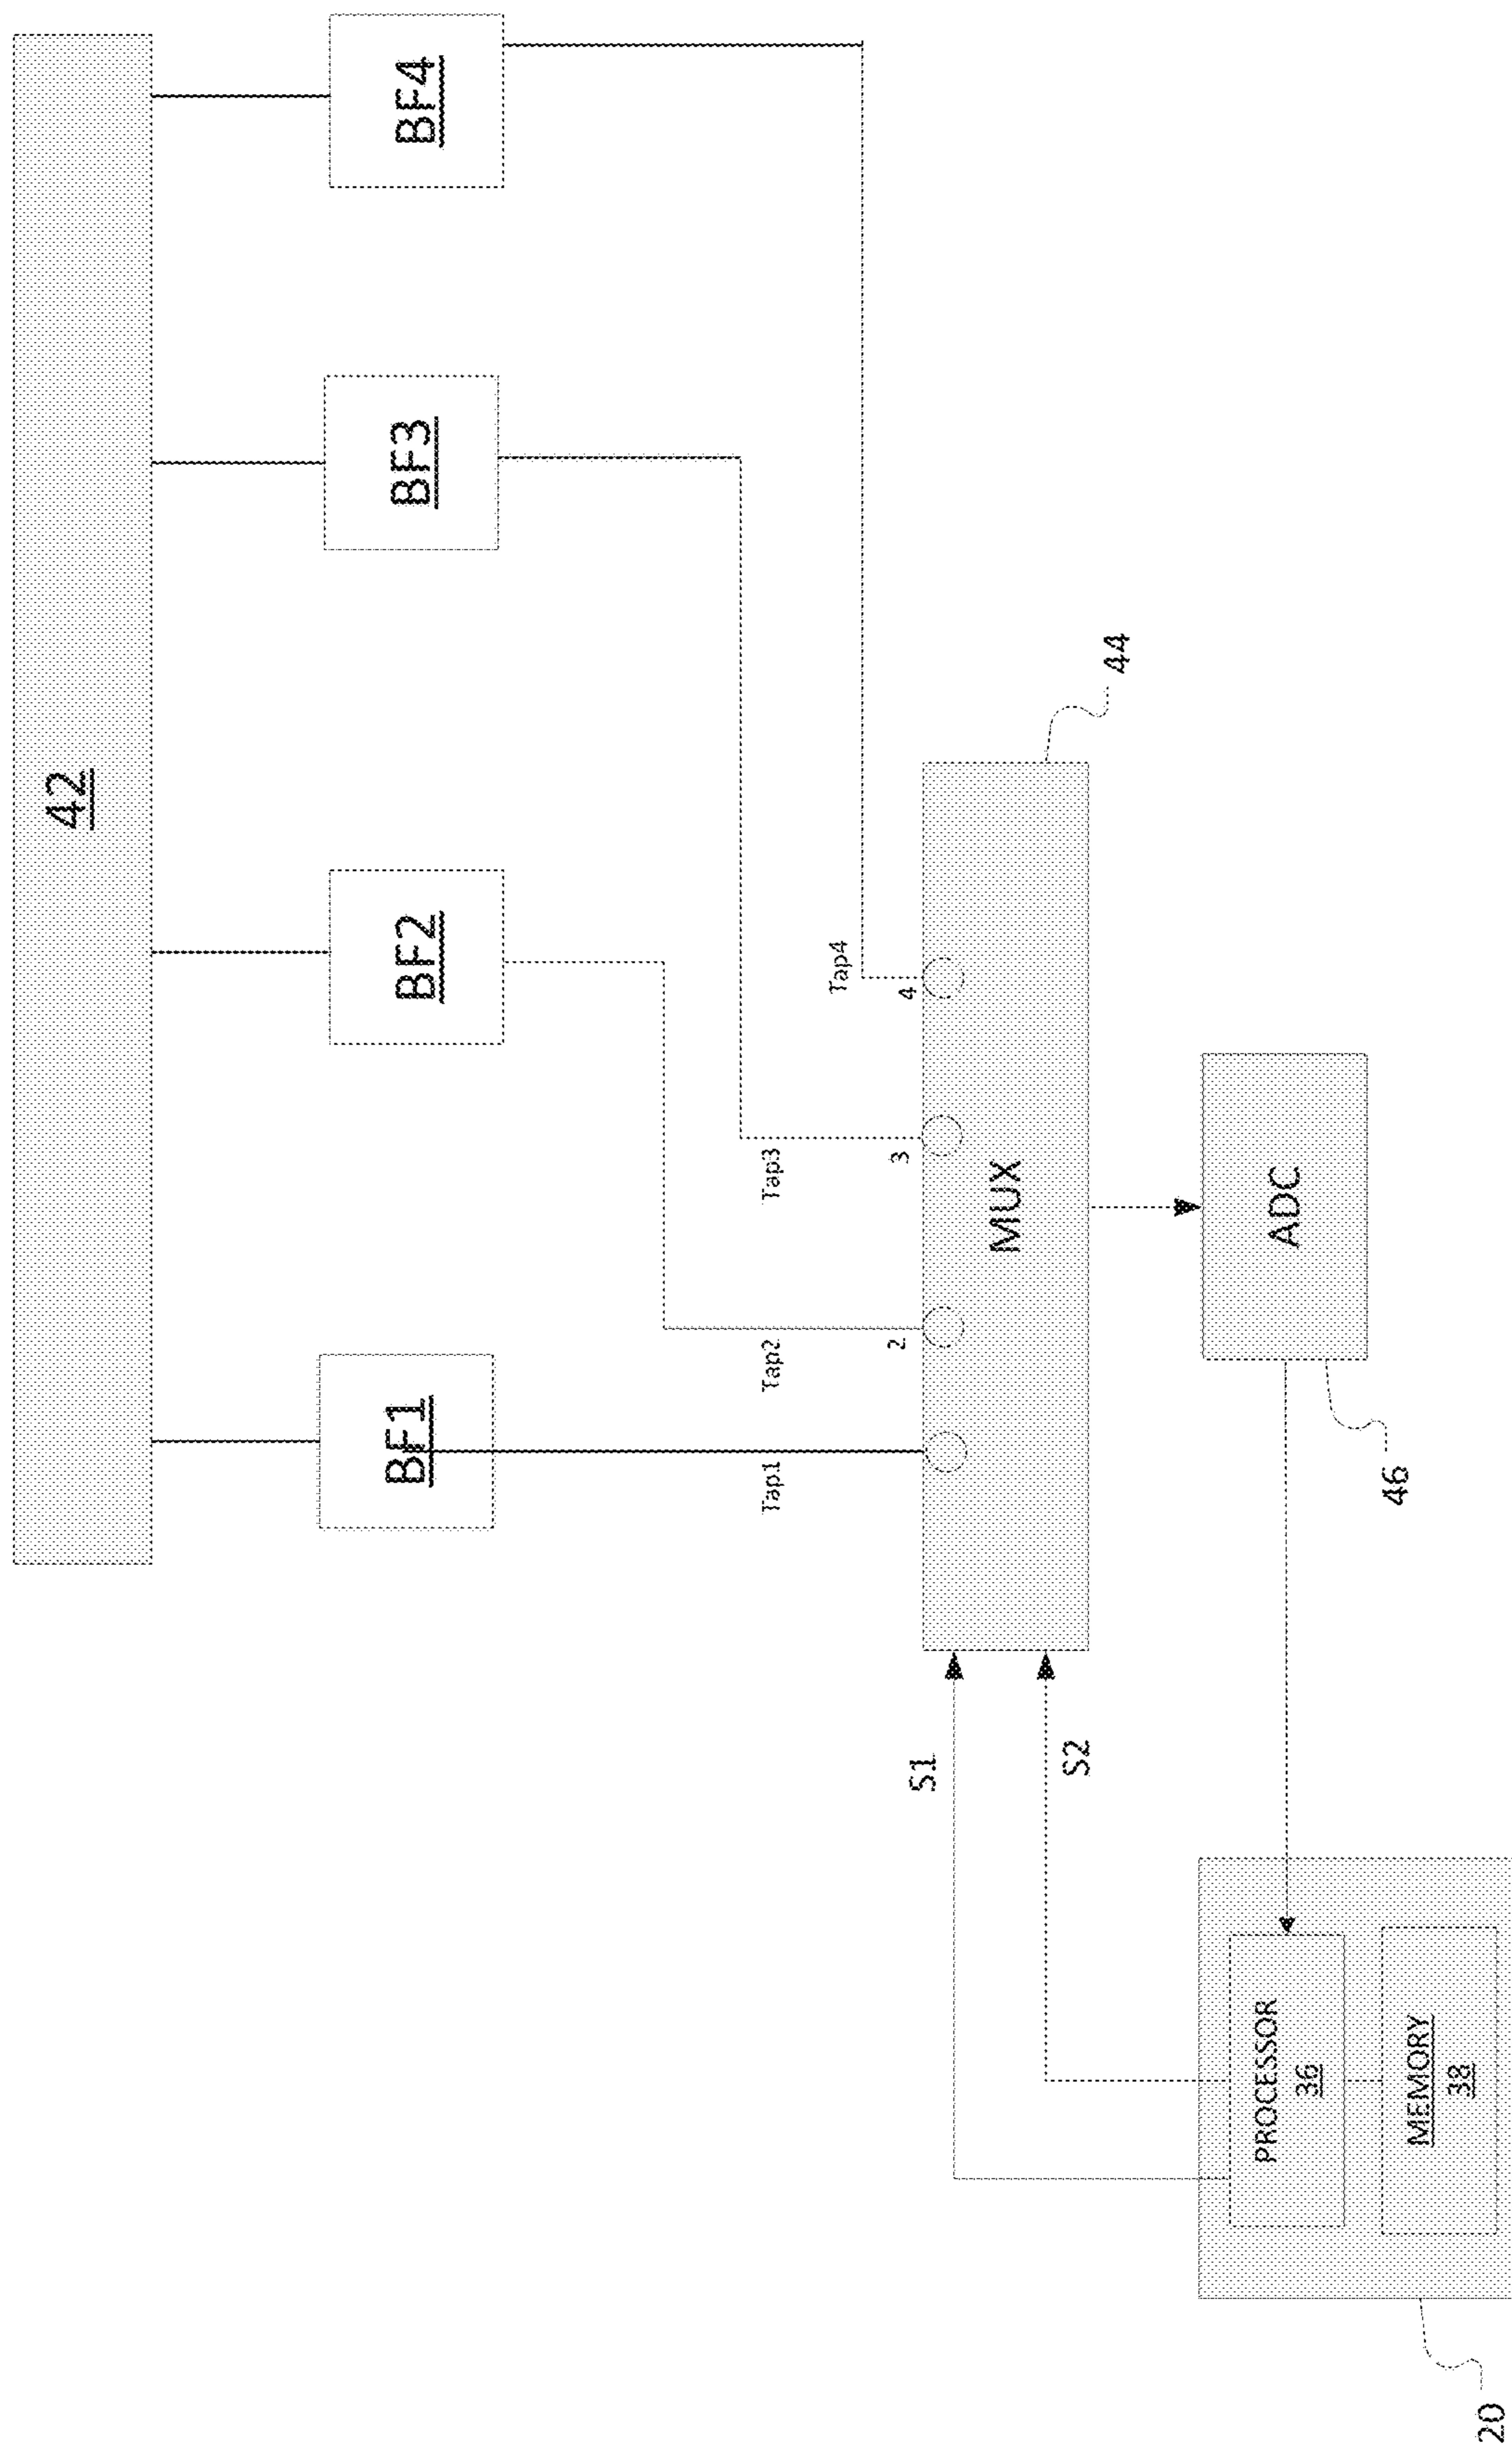 42
BF1
BF2
BF3
BF4
Tap1
Tap2
Tap3
Tap4
2
3
4
S1
S2
MUX
44
ADC
46
PROCESSOR
36
MEMORY
38
20